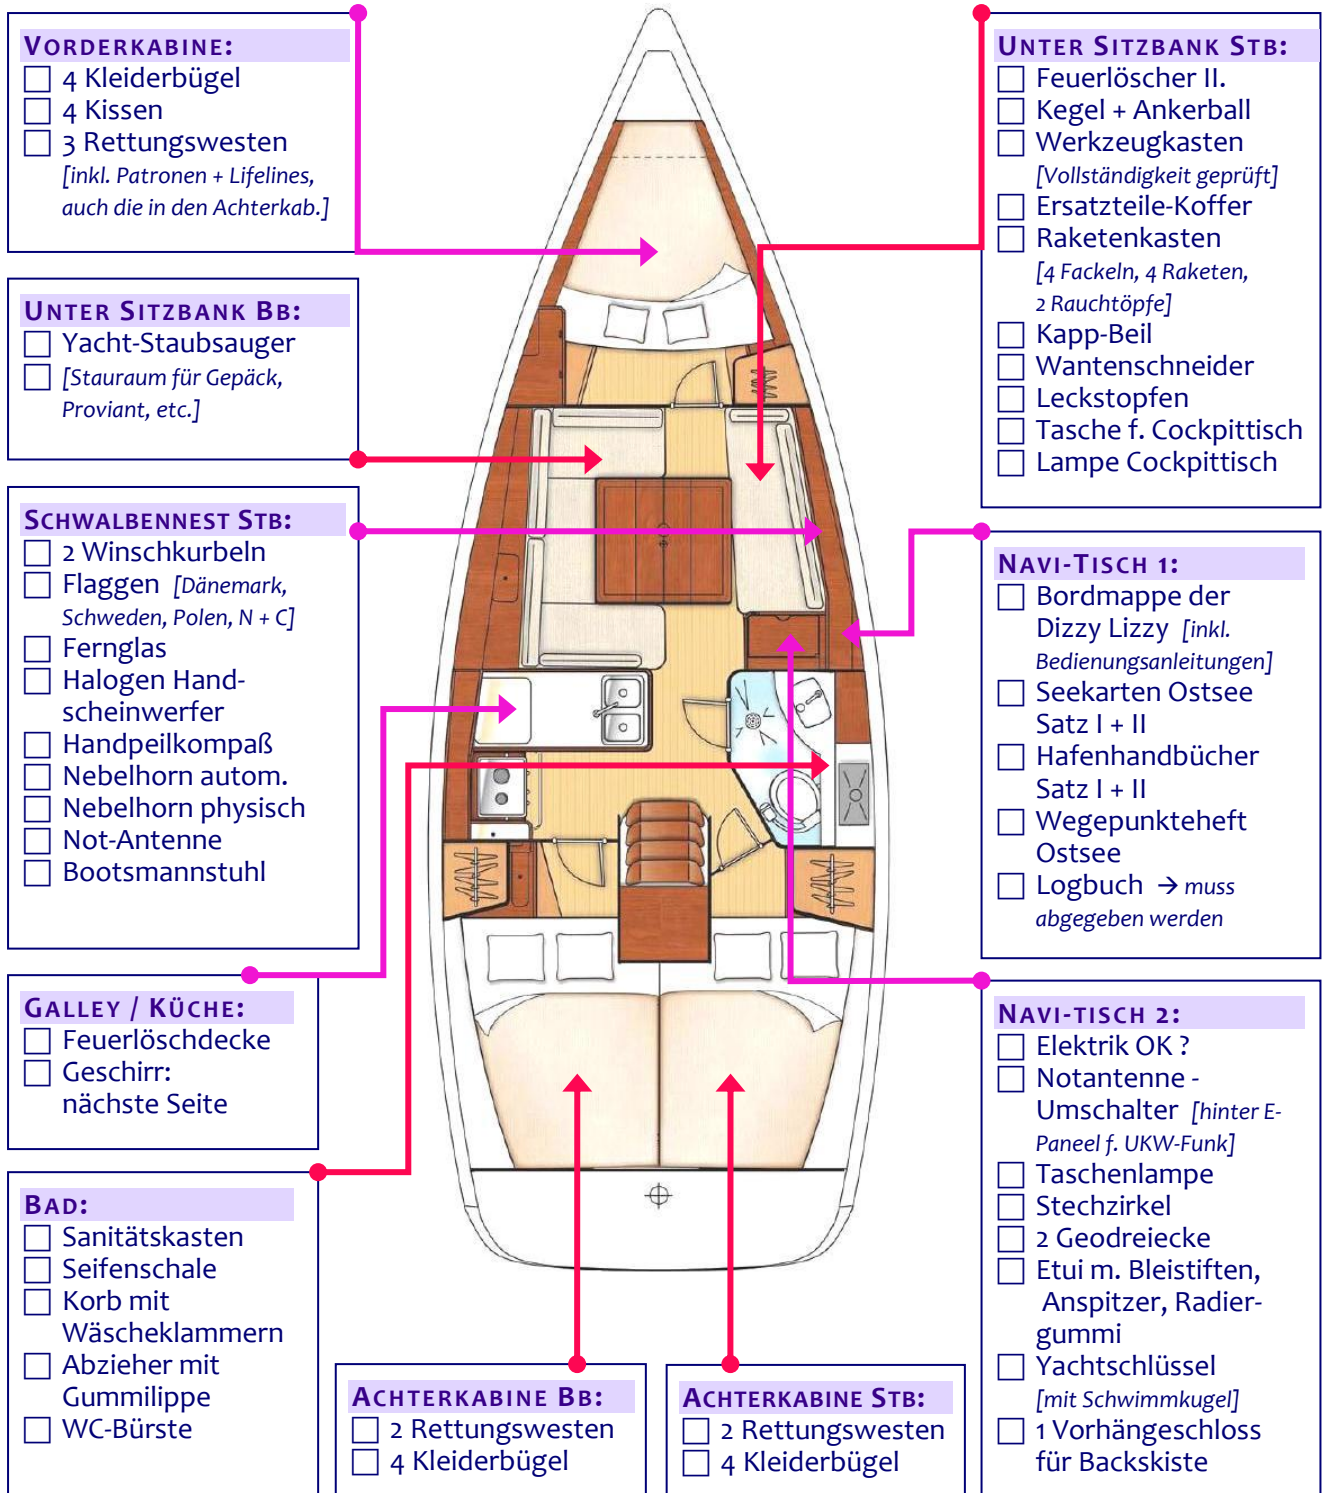 VORDERKABINE:
4 Kleiderbügel
4 Kissen
3 Rettungswesten
[inkl. Patronen + Lifelines,
auch die in den Achterkab.]
UNTER SITZBANK BB:
Yacht-Staubsauger
[Stauraum für Gepäck,
Proviant, etc.]
SCHWALBENNEST STB:
2 Winschkurbeln
Flaggen [Dänemark,
Schweden, Polen, N + C]
Fernglas
Halogen Hand-
scheinwerfer
Handpeilkompaß
Nebelhorn autom.
Nebelhorn physisch
Not-Antenne
Bootsmannstuhl
GALLEY / KÜCHE:
Feuerlöschdecke
Geschirr:
nächste Seite
BAD:
Sanitätskasten
Seifenschale
Korb mit
Wäscheklammern
Abzieher mit
Gummilippe
WC-Bürste
ACHTERKABINE BB:
2 Rettungswesten
4 Kleiderbügel
ACHTERKABINE STB:
2 Rettungswesten
4 Kleiderbügel
UNTER SITZBANK STB:
Feuerlöscher II.
Kegel + Ankerball
Werkzeugkasten
[Vollständigkeit geprüft]
Ersatzteile-Koffer
Raketenkasten
[4 Fackeln, 4 Raketen,
2 Rauchtöpfe]
Kapp-Beil
Wantenschneider
Leckstopfen
Tasche f. Cockpittisch
Lampe Cockpittisch
NAVI-TISCH 1:
Bordmappe der
Dizzy Lizzy [inkl.
Bedienungsanleitungen]
Seekarten Ostsee
Satz I + II
Hafenhandbücher
Satz I + II
Wegepunkteheft
Ostsee
Logbuch → muss
abgegeben werden
NAVI-TISCH 2:
Elektrik OK ?
Notantenne -
Umschalter [hinter E-
Paneel f. UKW-Funk]
Taschenlampe
Stechzirkel
2 Geodreiecke
Etui m. Bleistiften,
Anspitzer, Radier-
gummi
Yachtschlüssel
[mit Schwimmkugel]
1 Vorhängeschloss
für Backskiste